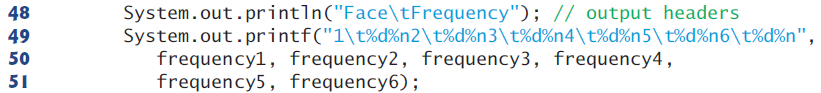 48 System.out.println("Face\tFrequency"); // output headers
49 System.out.printf("1\t%d%n2\t%d%n3\t%d%n4\t%d%n5\t%d%n6\t%d%n",
50 frequency1, frequency2, frequency3, frequency4,
51 frequency5, frequency6);